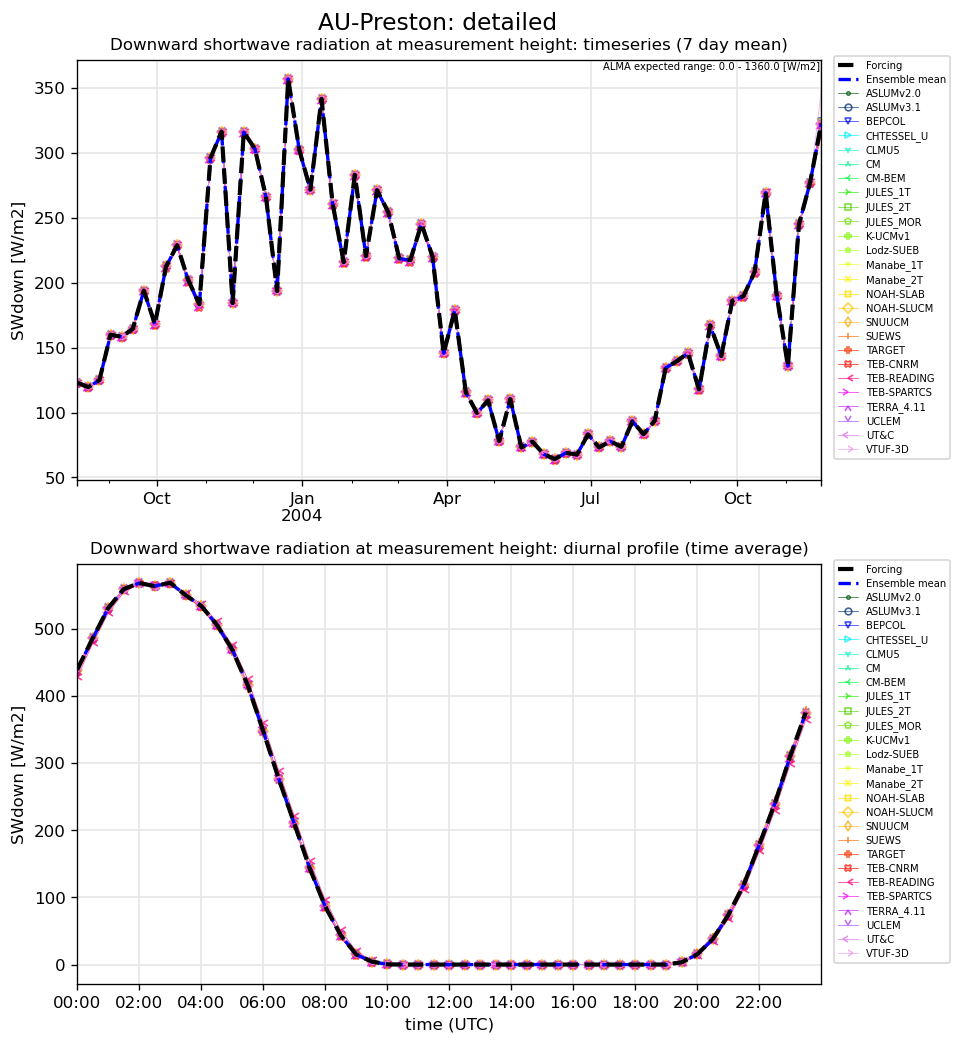 AU-Preston: detailed
Downward shortwave radiation at measurement height: timeseries (7 day mean)
ALMA expected range: 0.0 - 1360.0 [W/m2]
SWdown [W/m2]
350
300
250
200
150
100
50
Oct
Jan
2004
Apr
Jul
Oct
Forcing
Ensemble mean
ASLUMv2.0
ASLUMv3.1
BEPCOL
CHTESSEL_U
CLMU5
CM
CM-BEM
JULES_1T
JULES_2T
JULES_MOR
K-UCMv1
Lodz-SUEB
Manabe_1T
Manabe_2T
NOAH-SLAB
NOAH-SLUCM
SNUUCM
SUEWS
TARGET
TEB-CNRM
TEB-READING
TEB-SPARTCS
TERRA_4.11
UCLEM
UT&C
VTUF-3D
Downward shortwave radiation at measurement height: diurnal profile (time average)
SWdown [W/m2]
500
400
300
200
100
0
00:00
02:00
04:00
06:00
08:00
10:00
12:00
14:00
16:00
18:00
20:00
22:00
time (UTC)
Forcing
Ensemble mean
ASLUMv2.0
ASLUMv3.1
BEPCOL
CHTESSEL_U
CLMU5
CM
CM-BEM
JULES_1T
JULES_2T
JULES_MOR
K-UCMv1
Lodz-SUEB
Manabe_1T
Manabe_2T
NOAH-SLAB
NOAH-SLUCM
SNUUCM
SUEWS
TARGET
TEB-CNRM
TEB-READING
TEB-SPARTCS
TERRA_4.11
UCLEM
UT&C
VTUF-3D